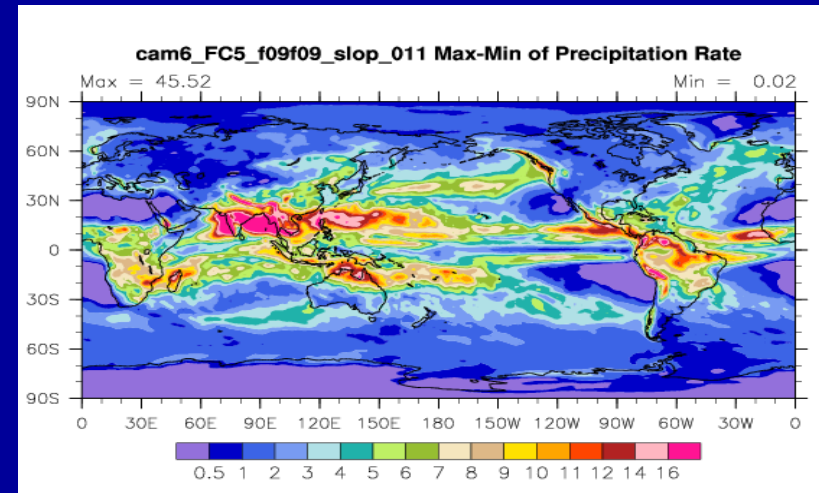 cam6_FC5_f09f09_slop_011 Max-Min of Precipitation Rate
Max = 45.52 Min = 0.02
90N
60N
30N
0
30S
60S
90S
0 30E 60E 90E 120E 150E 180 150W 120W 90W 60W 30W 0
0.5 1 2 3 4 5 6 7 8 9 10 11 12 14 16